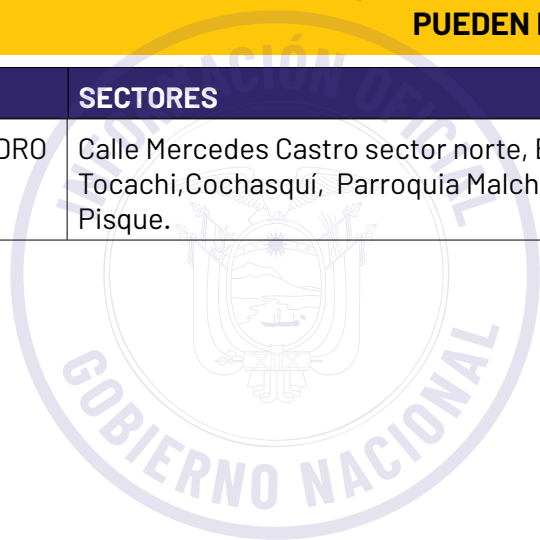 PUEDEN
SECTORES
DRO
Calle Mercedes Castro sector norte,
Tocachi,Cochasquí, Parroquia Malch
Pisque.
INFORMACIÓN OFICIAL
GOBIERNO NACIONAL